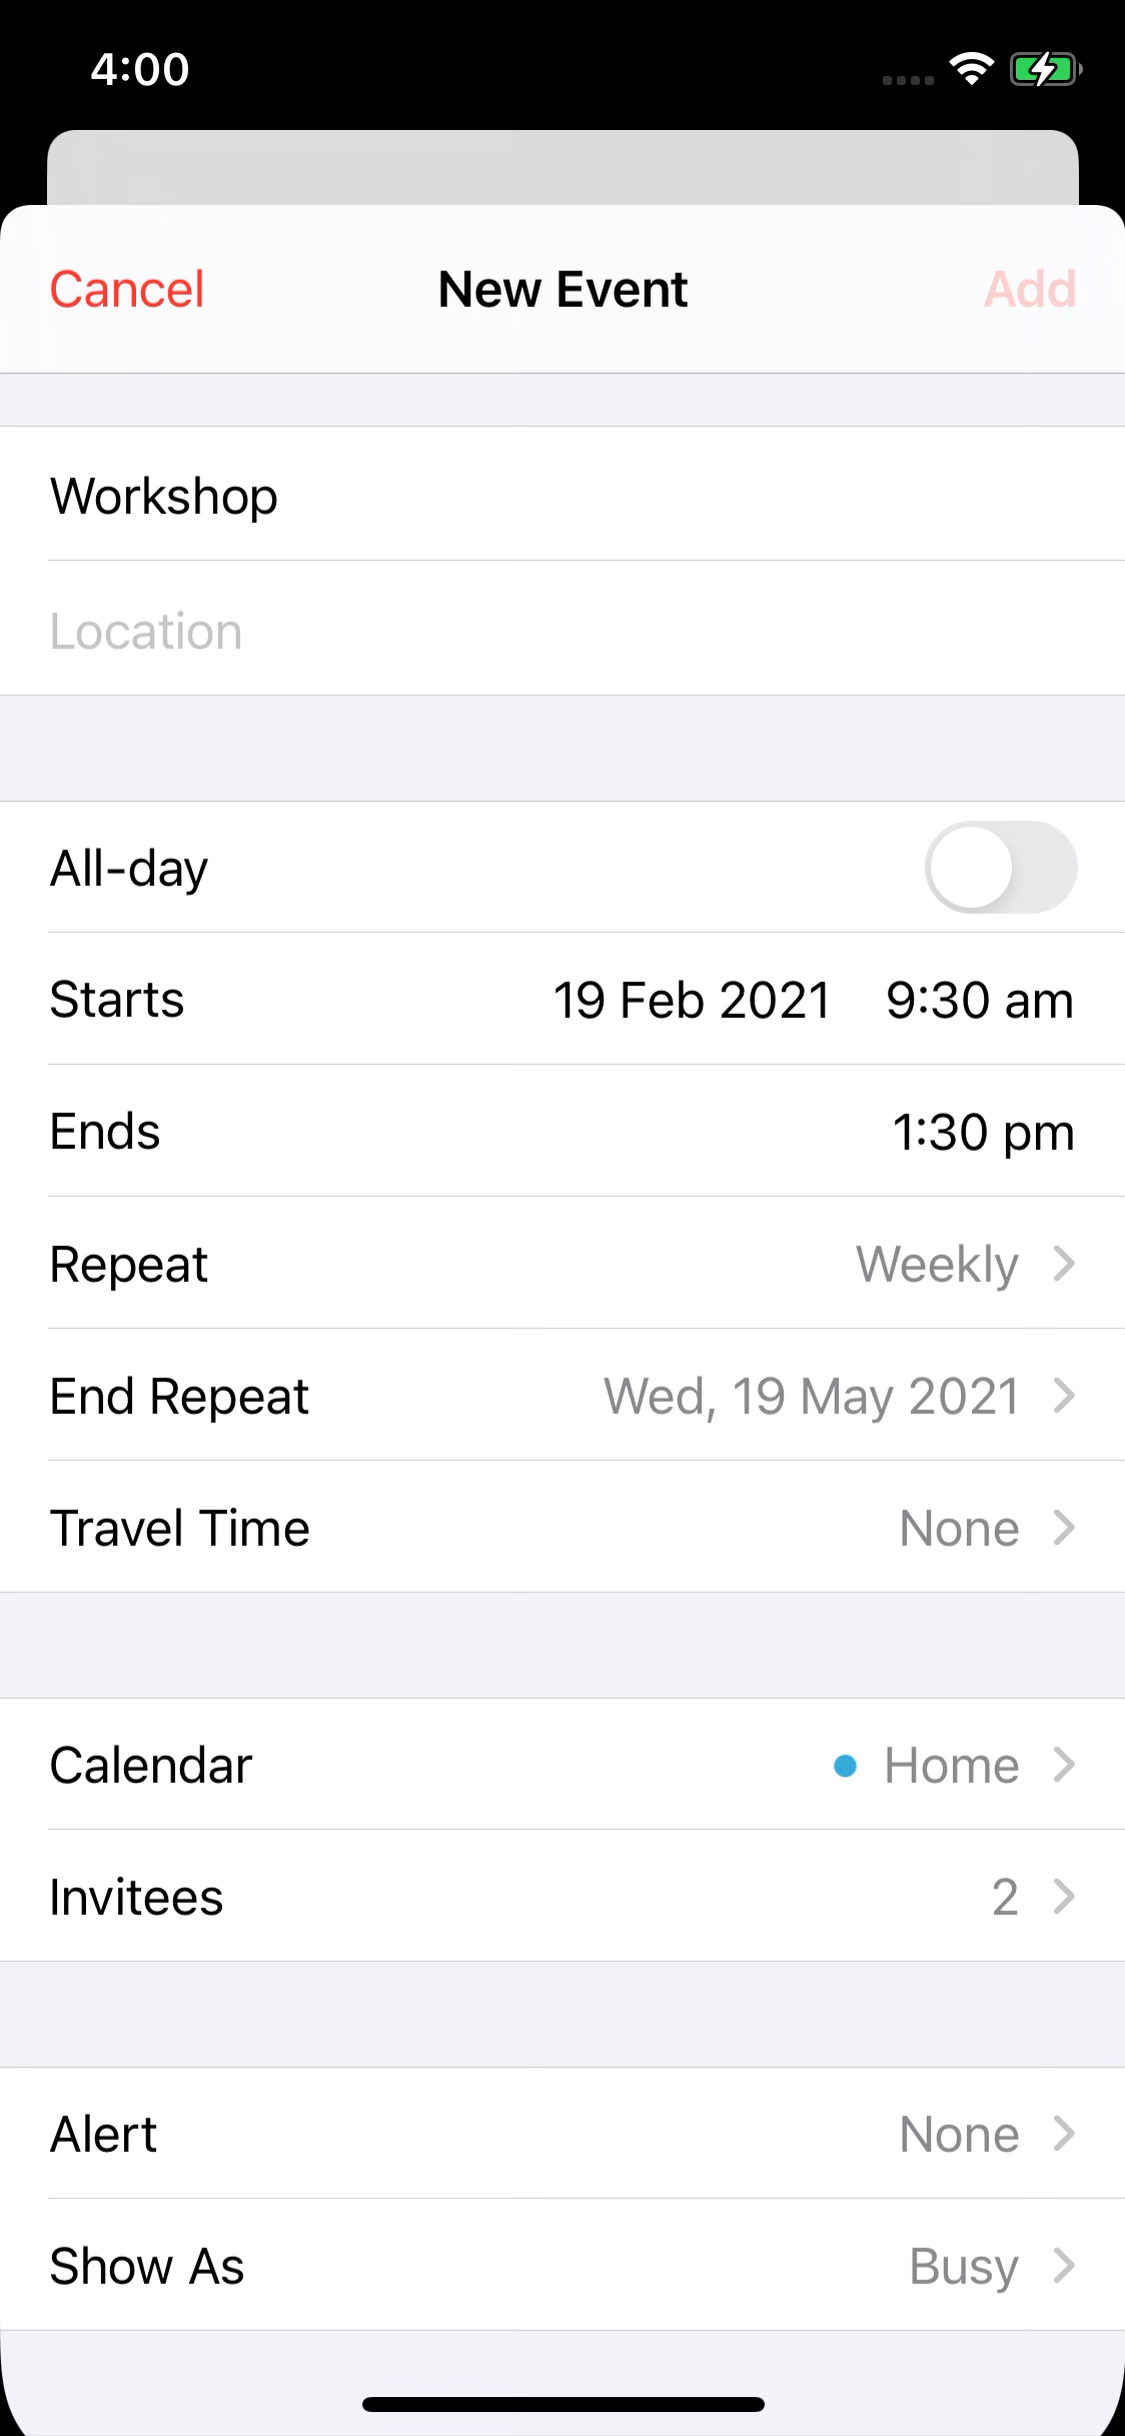 4:00
Cancel New Event Add
Workshop
Location
All-day
Starts 19 Feb 2021 9:30 am
Ends 1:30 pm
Repeat Weekly
End Repeat Wed, 19 May 2021
Travel Time None
Calendar Home
Invitees 2
Alert None
Show As Busy